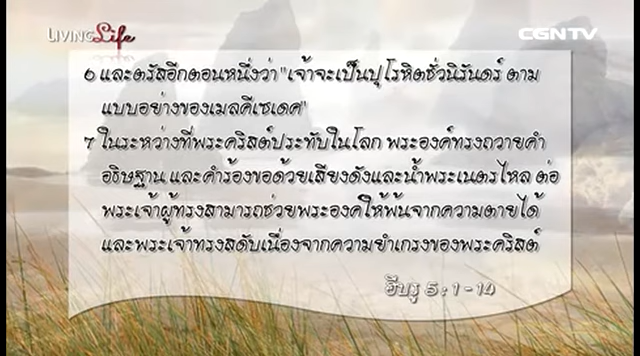 LIVING Life
CGNTV
6 และตรัสอีกตอนหนึ่งว่า "เจ้าจะเป็นปุโรหิตชั่วนิรันดร์ ตาม
แบบอย่างของเมลคีเซเดค"
7 ในระหว่างที่พระคริสต์ประทับในโลก พระองค์ทรงถวายคำ
อธิษฐาน และคำร้องขอด้วยเสียงดังและน้ำพระเนตรไหล ต่อ
พระเจ้าผู้ทรงสามารถช่วยพระองค์ให้พ้นจากความตายได้
และพระเจ้าทรงสดับเนื่องจากความยำเกรงของพระคริสต์
ฮีบรู 5 : 1 - 14